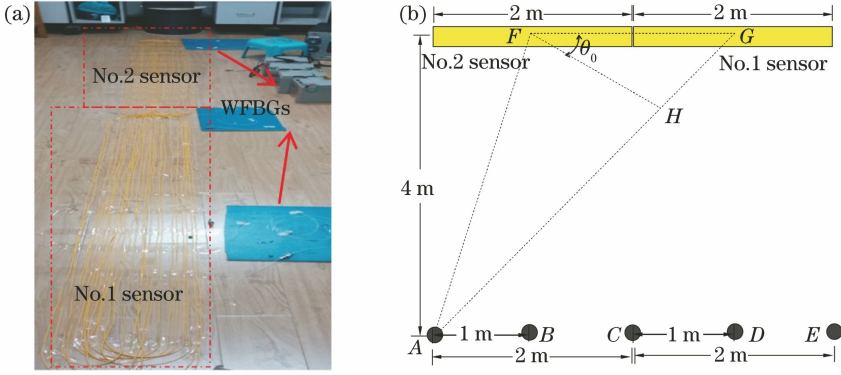 (a)
No.2 sensor
WFBGs
No.1 sensor
(b)
2 m
2 m
F
θ0
G
No.2 sensor
No.1 sensor
H
4 m
A
1 m
B
C
1 m
D
E
2 m
2 m